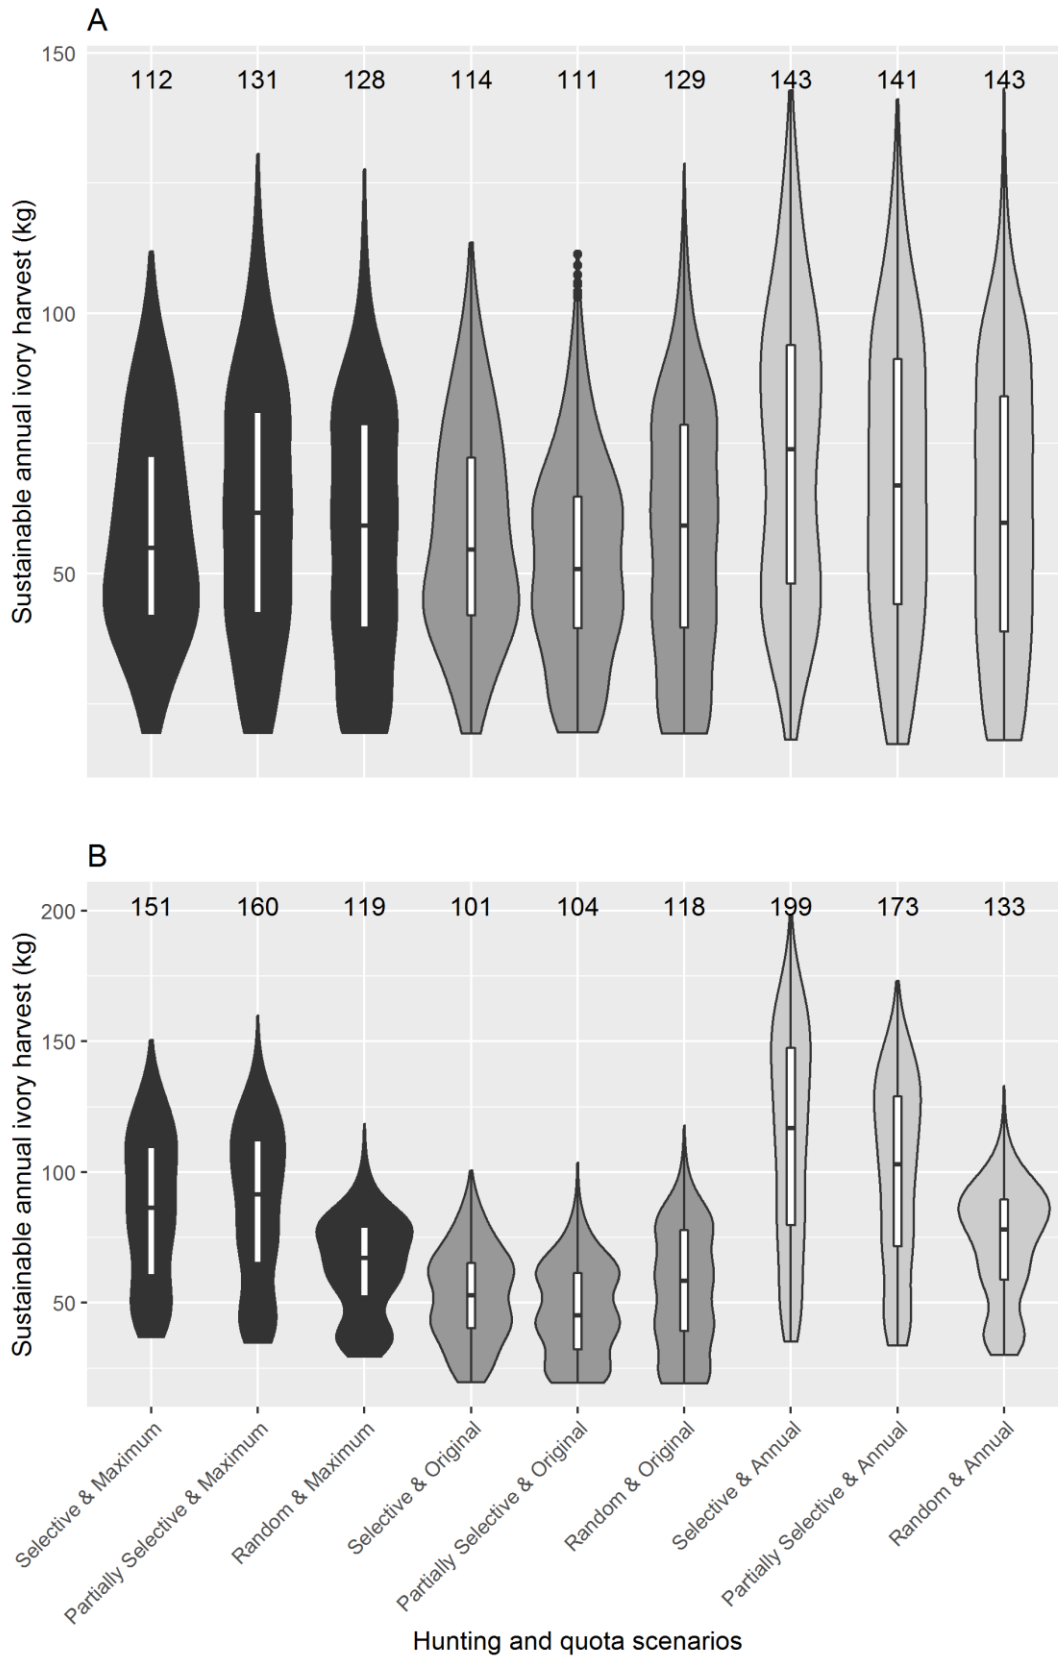 A
150
112 131 128 114 111 129 143 141 143
100
50
Sustainable annual ivory harvest (kg)
B
200
151 160 119 101 104 118 199 173 133
150
100
50
Sustainable annual ivory harvest (kg)
Selective & Maximum
Partially Selective & Maximum
Random & Maximum
Selective & Original
Partially Selective & Original
Random & Original
Selective & Annual
Partially Selective & Annual
Random & Annual
Hunting and quota scenarios